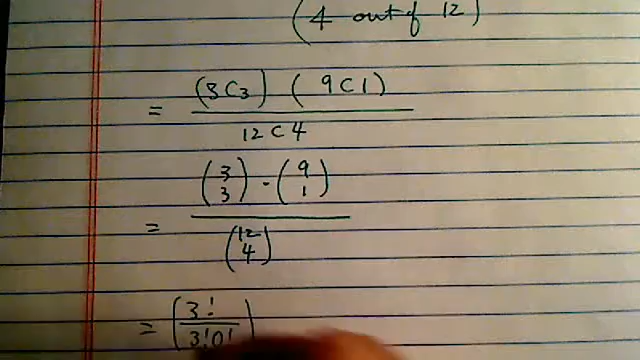 (4 out of 12)
= (3C3) (9C1)
12C4
= (3 3) · (9 1)
(12 4)
= (3!
3!0!)